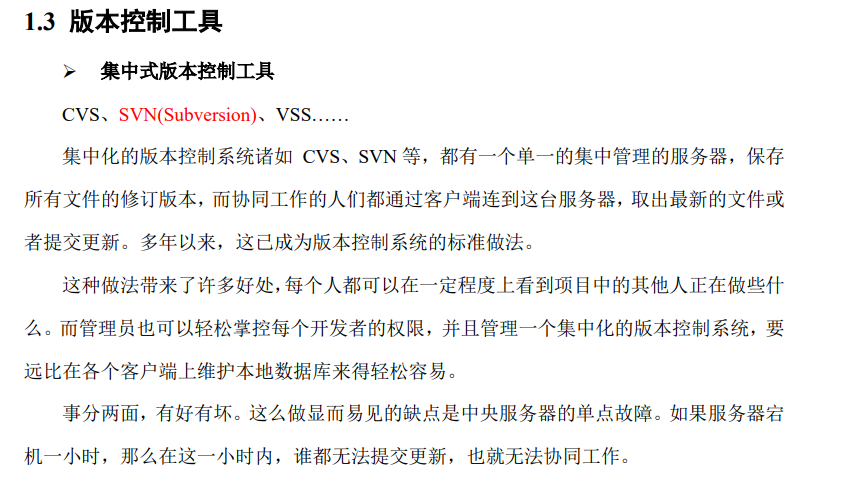 1.3 版本控制工具
➢ 集中式版本控制工具
CVS、SVN(Subversion)、VSS……
集中化的版本控制系统诸如 CVS、SVN 等，都有一个单一的集中管理的服务器，保存
所有文件的修订版本，而协同工作的人们都通过客户端连到这台服务器，取出最新的文件或
者提交更新。多年以来，这已成为版本控制系统的标准做法。
这种做法带来了许多好处，每个人都可以在一定程度上看到项目中的其他人正在做些什
么。而管理员也可以轻松掌控每个开发者的权限，并且管理一个集中化的版本控制系统，要
远比在各个客户端上维护本地数据库来得轻松容易。
事分两面，有好有坏。这么做显而易见的缺点是中央服务器的单点故障。如果服务器宕
机一小时，那么在这一小时内，谁都无法提交更新，也就无法协同工作。